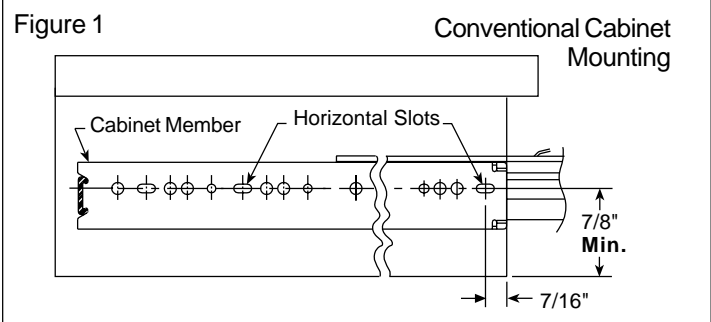 Figure 1
Conventional Cabinet
Mounting
Cabinet Member
Horizontal Slots
7/8"
Min.
7/16"